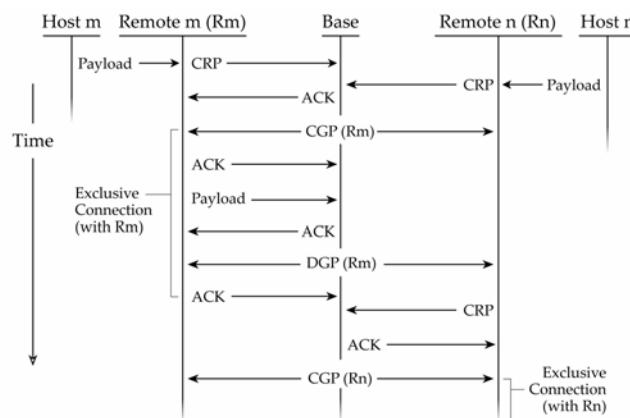 Host m Remote m (Rm) Base Remote n (Rn) Host n
Payload CRP
CRP Payload
ACK
Time
CGP (Rm)
ACK
Payload
Exclusive
Connection
(with Rm)
ACK
DGP (Rm)
ACK
CRP
ACK
CGP (Rn)
Exclusive
Connection
(with Rn)